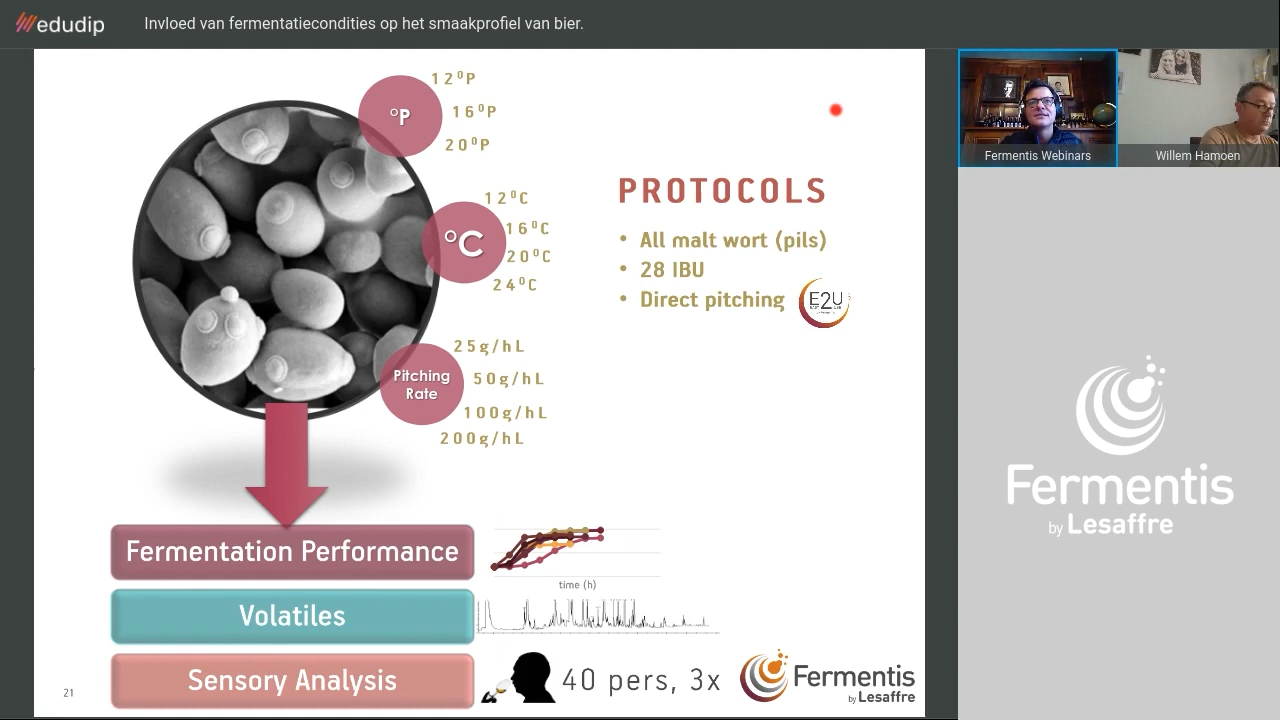 edudip
Invloed van fermentatiecondities op het smaakprofiel van bier.
12⁰P
°P
16⁰P
20⁰P
12⁰C
°C
16⁰C
20⁰C
24⁰C
25g/hL
Pitching
Rate
50g/hL
100g/hL
200g/hL
PROTOCOLS
• All malt wort (pils)
• 28 IBU
• Direct pitching
E2U
Fermentation Performance
time (h)
Volatiles
Sensory Analysis
40 pers, 3x
Fermentis
by Lesaffre
21
Fermentis Webinars
Willem Hamoen
Fermentis
by Lesaffre